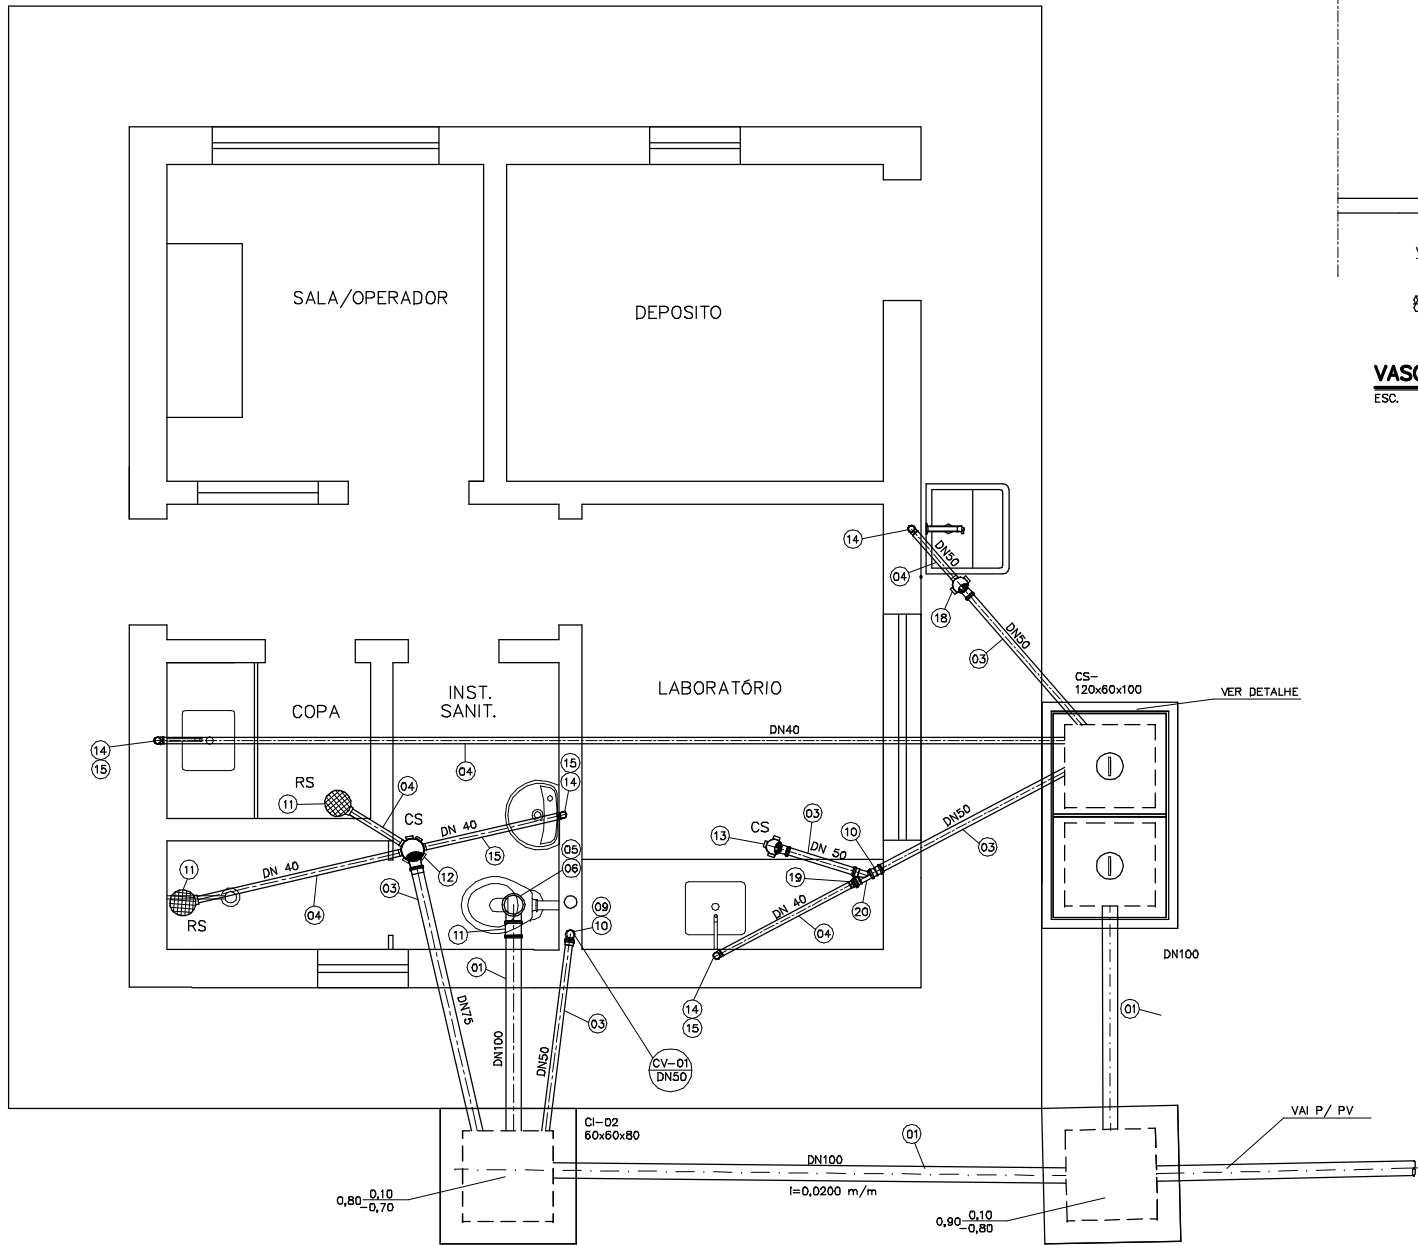 SALA/OPERADOR
DEPOSITO
VASO
ESC.
14
DN50
04
18
DN50
03
CS-
120x60x100
VER DETALHE
INST.
SANIT.
COPA
LABORATÓRIO
DN40
14
15
04
RS
11
04
CS
DN 40
15
15
14
CS
13
03
DN 50
10
DN50
03
11
DN 40
04
RS
03
12
05
06
19
20
DN 40
04
09
10
11
01
03
14
15
DN100
01
DN75
DN100
DN50
CV-01
DN50
CI-02
60x60x80
VAI P/ PV
01
DN100
i=0,0200 m/m
0,80 0,10
-0,70
0,90 0,10
-0,80